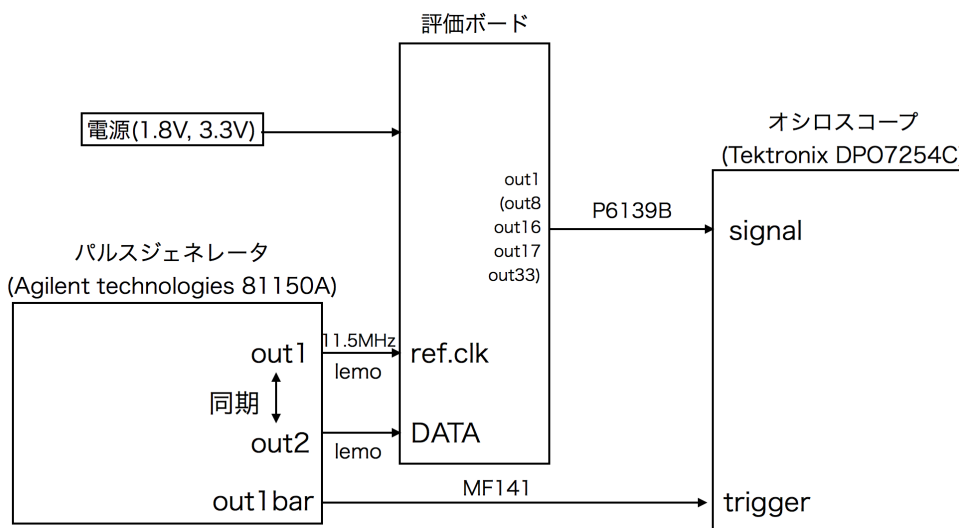 評価ボード
電源(1.8V, 3.3V)
オシロスコープ
(Tektronix DPO7254C)
out1
(out8
out16
out17
out33)
P6139B
signal
パルスジェネレータ
(Agilent technologies 81150A)
out1
11.5MHz
lemo
ref.clk
同期
out2
lemo
DATA
out1bar
MF141
trigger